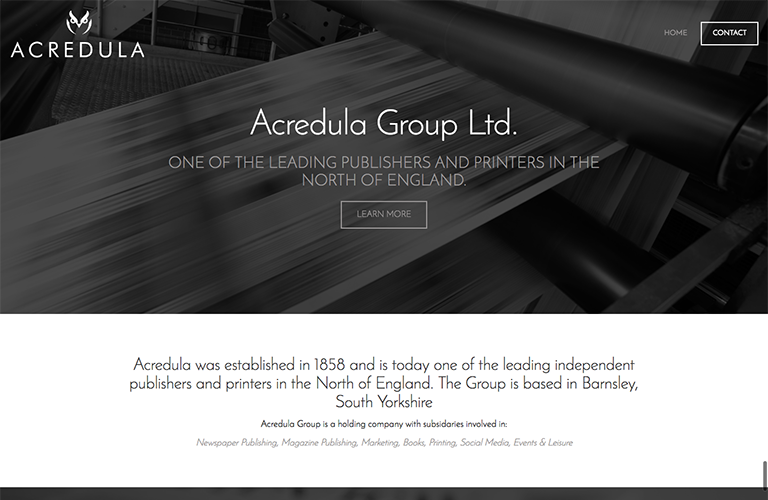 ACREDULA
HOME
CONTACT
Acredula Group Ltd.
ONE OF THE LEADING PUBLISHERS AND PRINTERS IN THE
NORTH OF ENGLAND.
LEARN MORE
Acredula was established in 1858 and is today one of the leading independent
publishers and printers in the North of England. The Group is based in Barnsley,
South Yorkshire
Acredula Group is a holding company with subsidaries involved in:
Newspaper Publishing, Magazine Publishing, Marketing, Books, Printing, Social Media, Events & Leisure